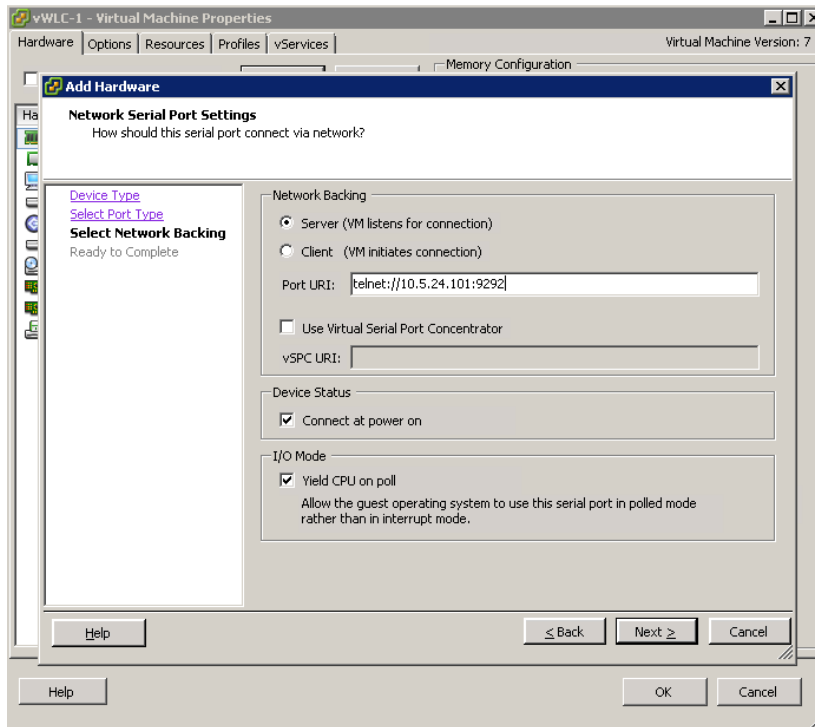 vWLC-1 - Virtual Machine Properties
Hardware Options Resources Profiles vServices Virtual Machine Version: 7
Memory Configuration
Add Hardware
Ha
Network Serial Port Settings
How should this serial port connect via network?
Device Type
Select Port Type
Select Network Backing
Ready to Complete
Network Backing
Server (VM listens for connection)
Client (VM initiates connection)
Port URI: telnet://10.5.24.101:9292
Use Virtual Serial Port Concentrator
vSPC URI:
Device Status
Connect at power on
I/O Mode
Yield CPU on poll
Allow the guest operating system to use this serial port in polled mode
rather than in interrupt mode.
Help ≤ Back Next ≥ Cancel
Help OK Cancel